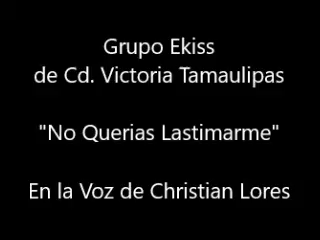 Grupo Ekiss
de Cd. Victoria Tamaulipas
"No Querias Lastimarme"
En la Voz de Christian Lores